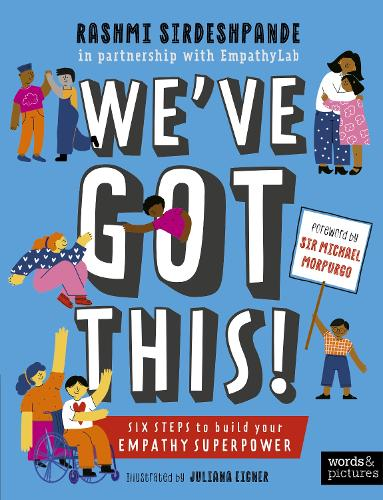 RASHMI SIRDESHPANDE
in partnership with EmpathyLab
WE'VE
GOT
THIS!
foreword by
SIR MICHAEL
MORPURGO
SIX STEPS to build your
EMPATHY SUPERPOWER
Illustrated by JULIANA EIGNER
words &
pictures